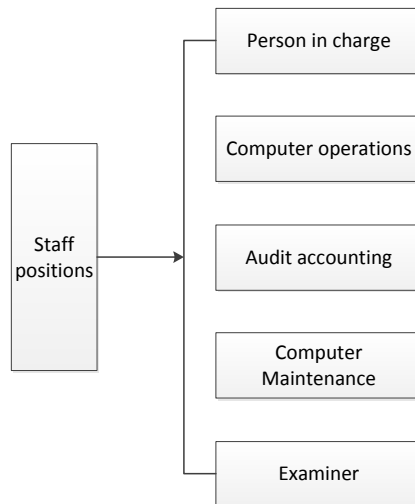 Person in charge
Computer operations
Staff
positions
Audit accounting
Computer
Maintenance
Examiner